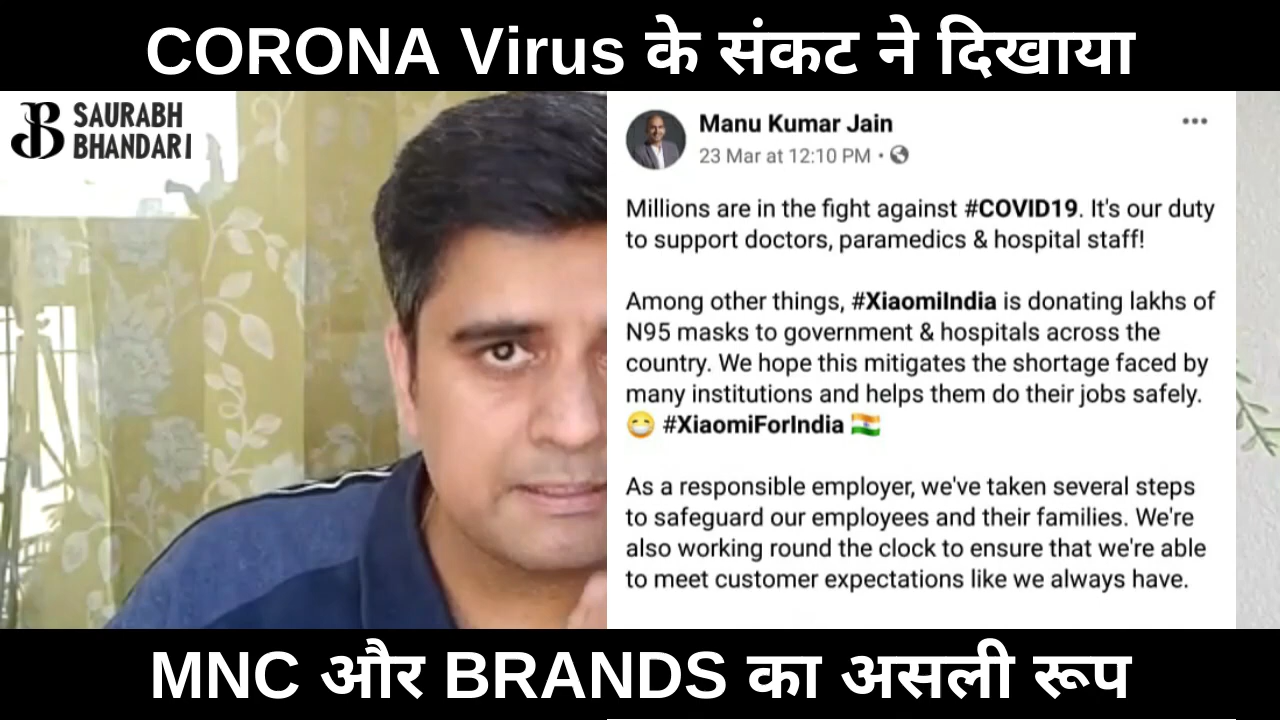 CORONA Virus के संकट ने दिखाया
SAURABH
BHANDARI
Manu Kumar Jain
23 Mar at 12:10 PM •
Millions are in the fight against #COVID19. It's our duty
to support doctors, paramedics & hospital staff!
Among other things, #XiaomiIndia is donating lakhs of
N95 masks to government & hospitals across the
country. We hope this mitigates the shortage faced by
many institutions and helps them do their jobs safely.
😷 #XiaomiForIndia 🇮🇳
As a responsible employer, we've taken several steps
to safeguard our employees and their families. We're
also working round the clock to ensure that we're able
to meet customer expectations like we always have.
MNC और BRANDS का असली रूप